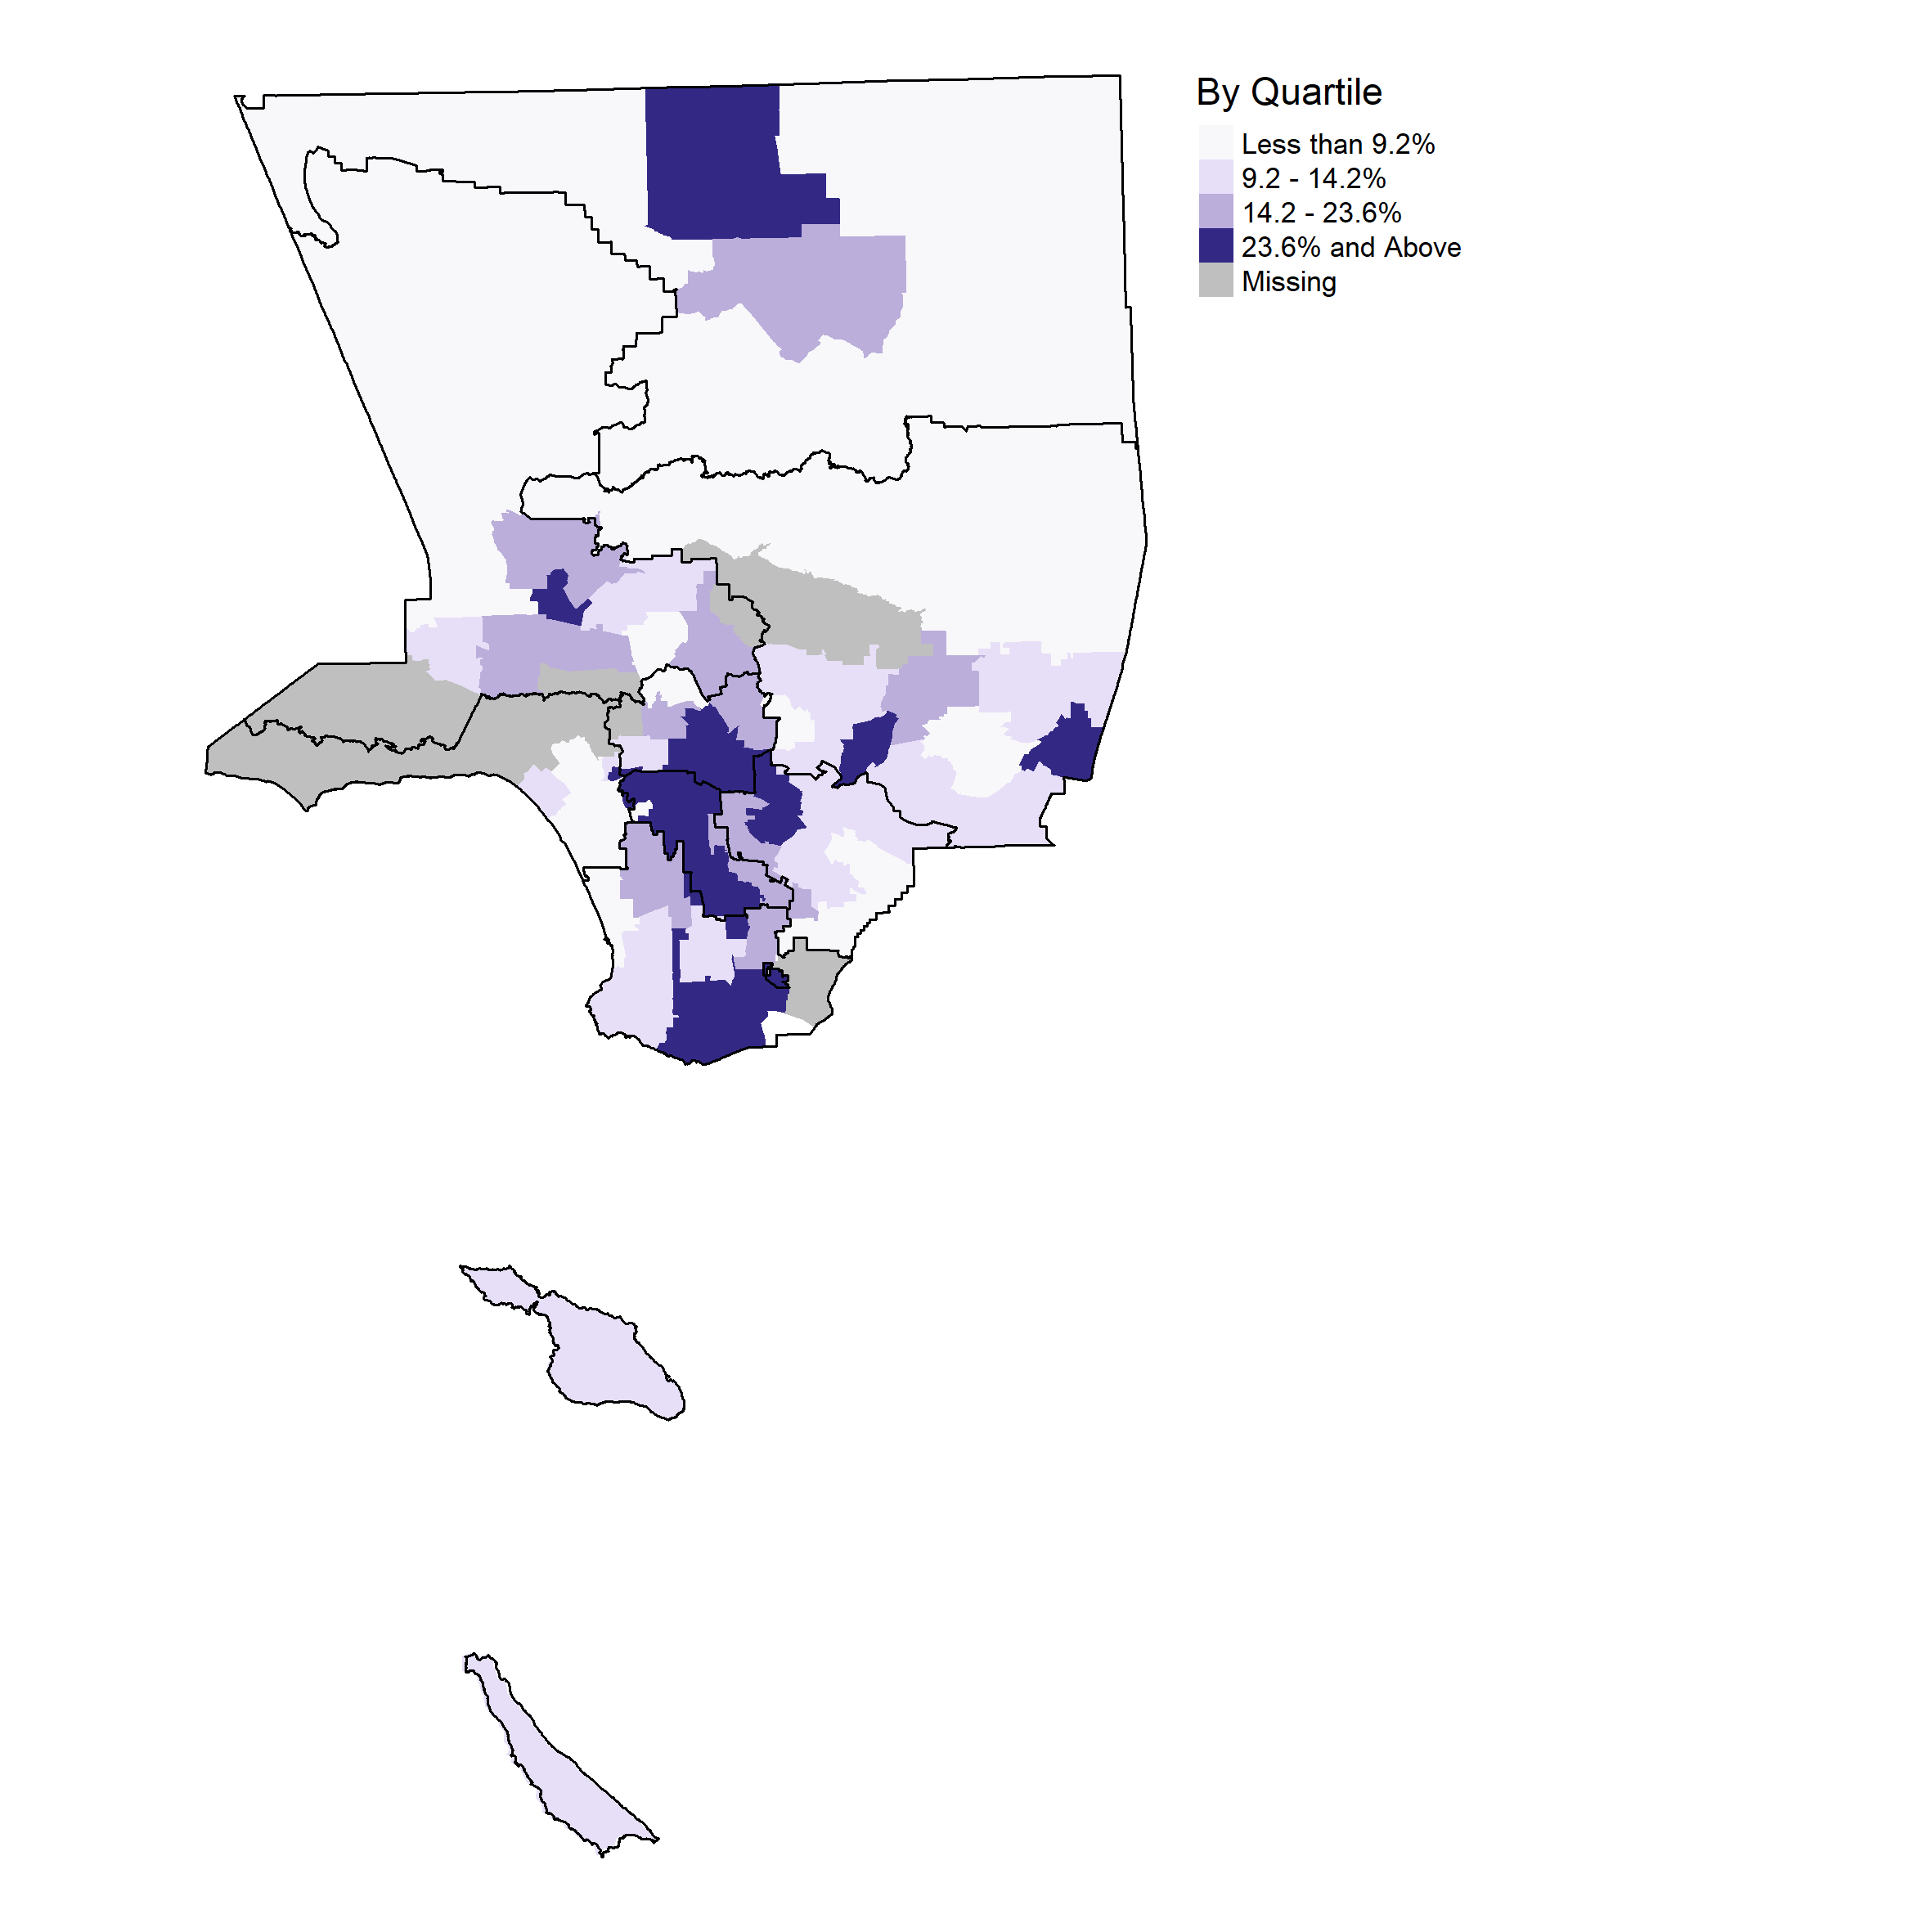 By Quartile
Less than 9.2%
9.2 - 14.2%
14.2 - 23.6%
23.6% and Above
Missing